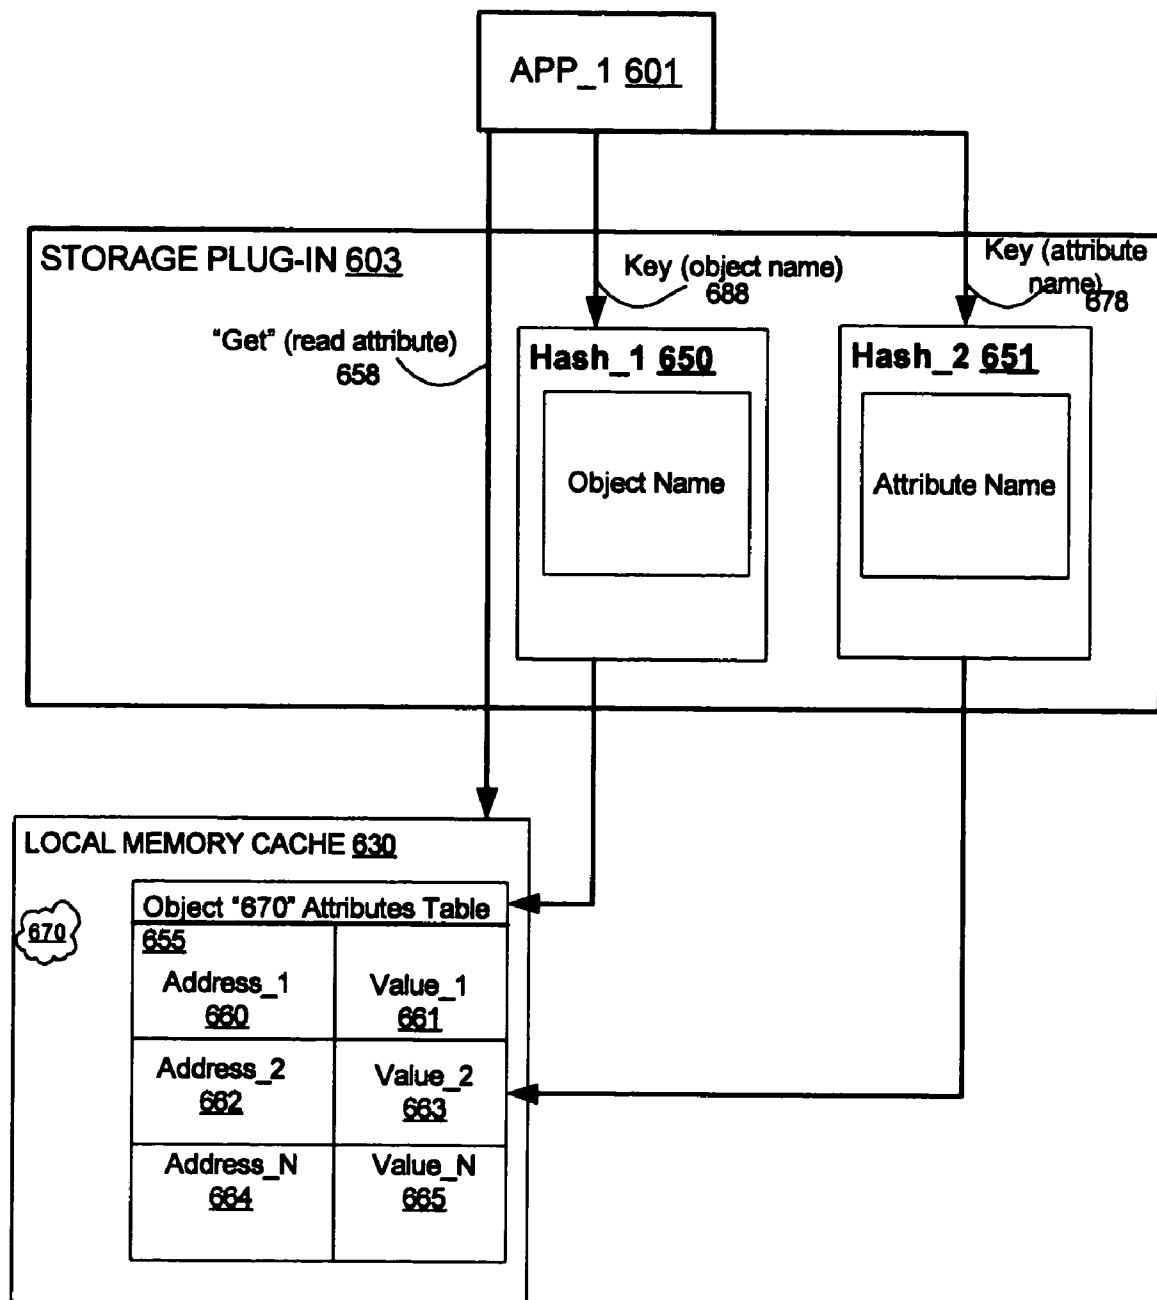 APP_1 601
STORAGE PLUG-IN 603
Key (object name)
688
Key (attribute
name)
678
"Get" (read attribute)
658
Hash_1 650
Object Name
Hash_2 651
Attribute Name
LOCAL MEMORY CACHE 630
670
Object "670" Attributes Table
655
Address_1
660
Value_1
661
Address_2
662
Value_2
663
Address_N
664
Value_N
665